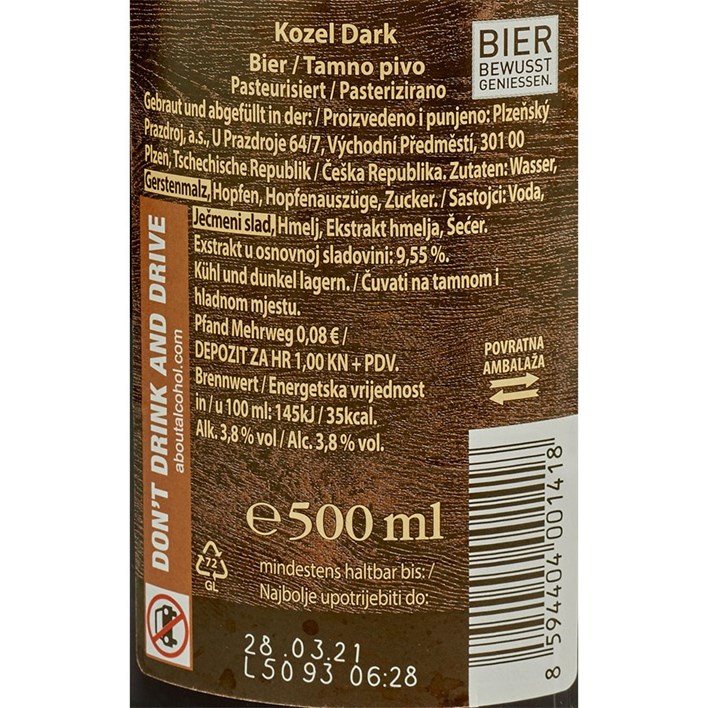 Kozel Dark
Bier / Tamno pivo
Pasteurisiert / Pasterizirano
BIER
BEWUSST
GENIESSEN.
Gebraut und abgefüllt in der: / Proizvedeno i punjeno: Plzeňský
Prazdroj, a.s., U Prazdroje 64/7, Východní Předměstí, 301 00
Plzeň, Tschechische Republik / Češka Republika. Zutaten: Wasser,
Gerstenmalz, Hopfen, Hopfenauszüge, Zucker. / Sastojci: Voda,
Ječmeni slad, Hmelj, Ekstrakt hmelja, Šećer.
Exstrakt u osnovnoj sladovini: 9,55 %.
Kühl und dunkel lagern. / Čuvati na tamnom i
hladnom mjestu.
Pfand Mehrweg 0,08 € /
DEPOZIT ZA HR 1,00 KN + PDV.
Brennwert / Energetska vrijednost
in / u 100 ml: 145kJ / 35kcal.
Alk. 3,8 % vol / Alc. 3,8 % vol.
POVRATNA
AMBALAŽA
DON'T DRINK AND DRIVE
aboutalcohol.com
℮500 ml
72
GL
mindestens haltbar bis: /
Najbolje upotrijebiti do:
28.03.21
L5093 06:28
8 594404 001418